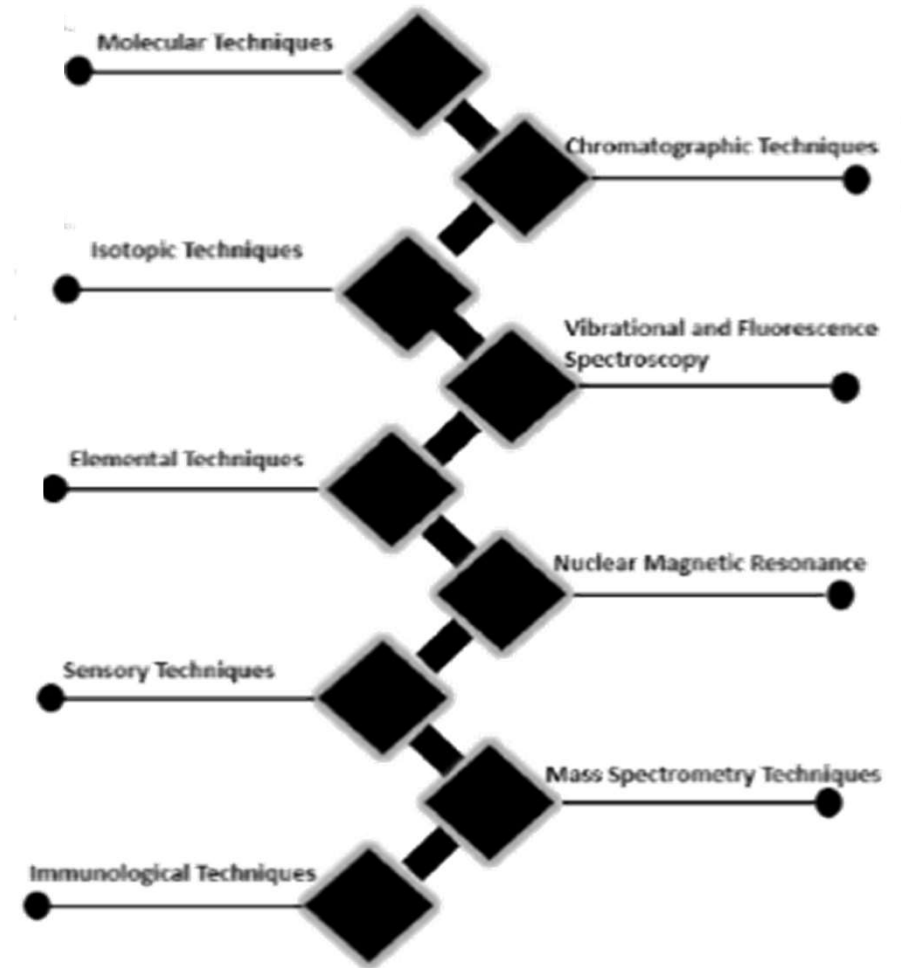 Molecular Techniques
Chromatographic Techniques
Isotopic Techniques
Vibrational and Fluorescence
Spectroscopy
Elemental Techniques
Nuclear Magnetic Resonance
Sensory Techniques
Mass Spectrometry Techniques
Immunological Techniques